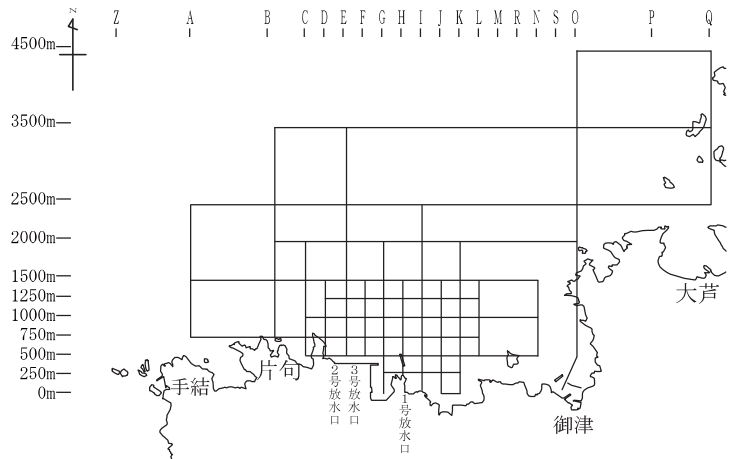 N
Z A B C D E F G H I J K L M R N S O P Q
4500m
3500m
2500m
2000m
1500m
1250m
1000m
750m
500m
250m
0m
大芦
片句
手結
2号放水口
3号放水口
1号放水口
御津